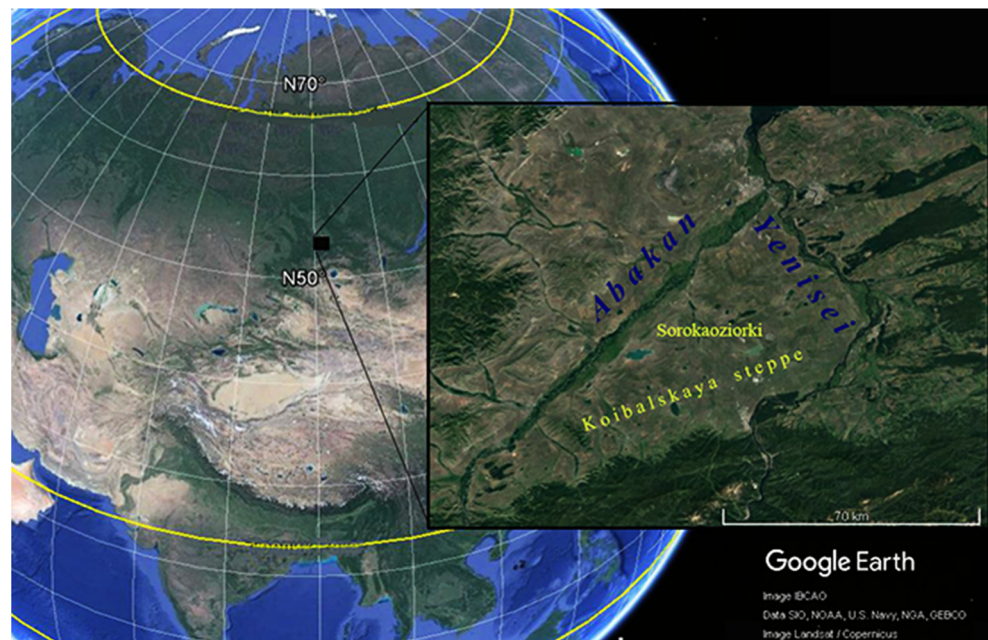 N70°
N50°
Abakan
Yenisei
Sorokaoziorki
Koibalskaya steppe
70 km
Google Earth
Image IBCAO
Data SIO, NOAA, U.S. Navy, NGA, GEBCO
Image Landsat / Copernicus